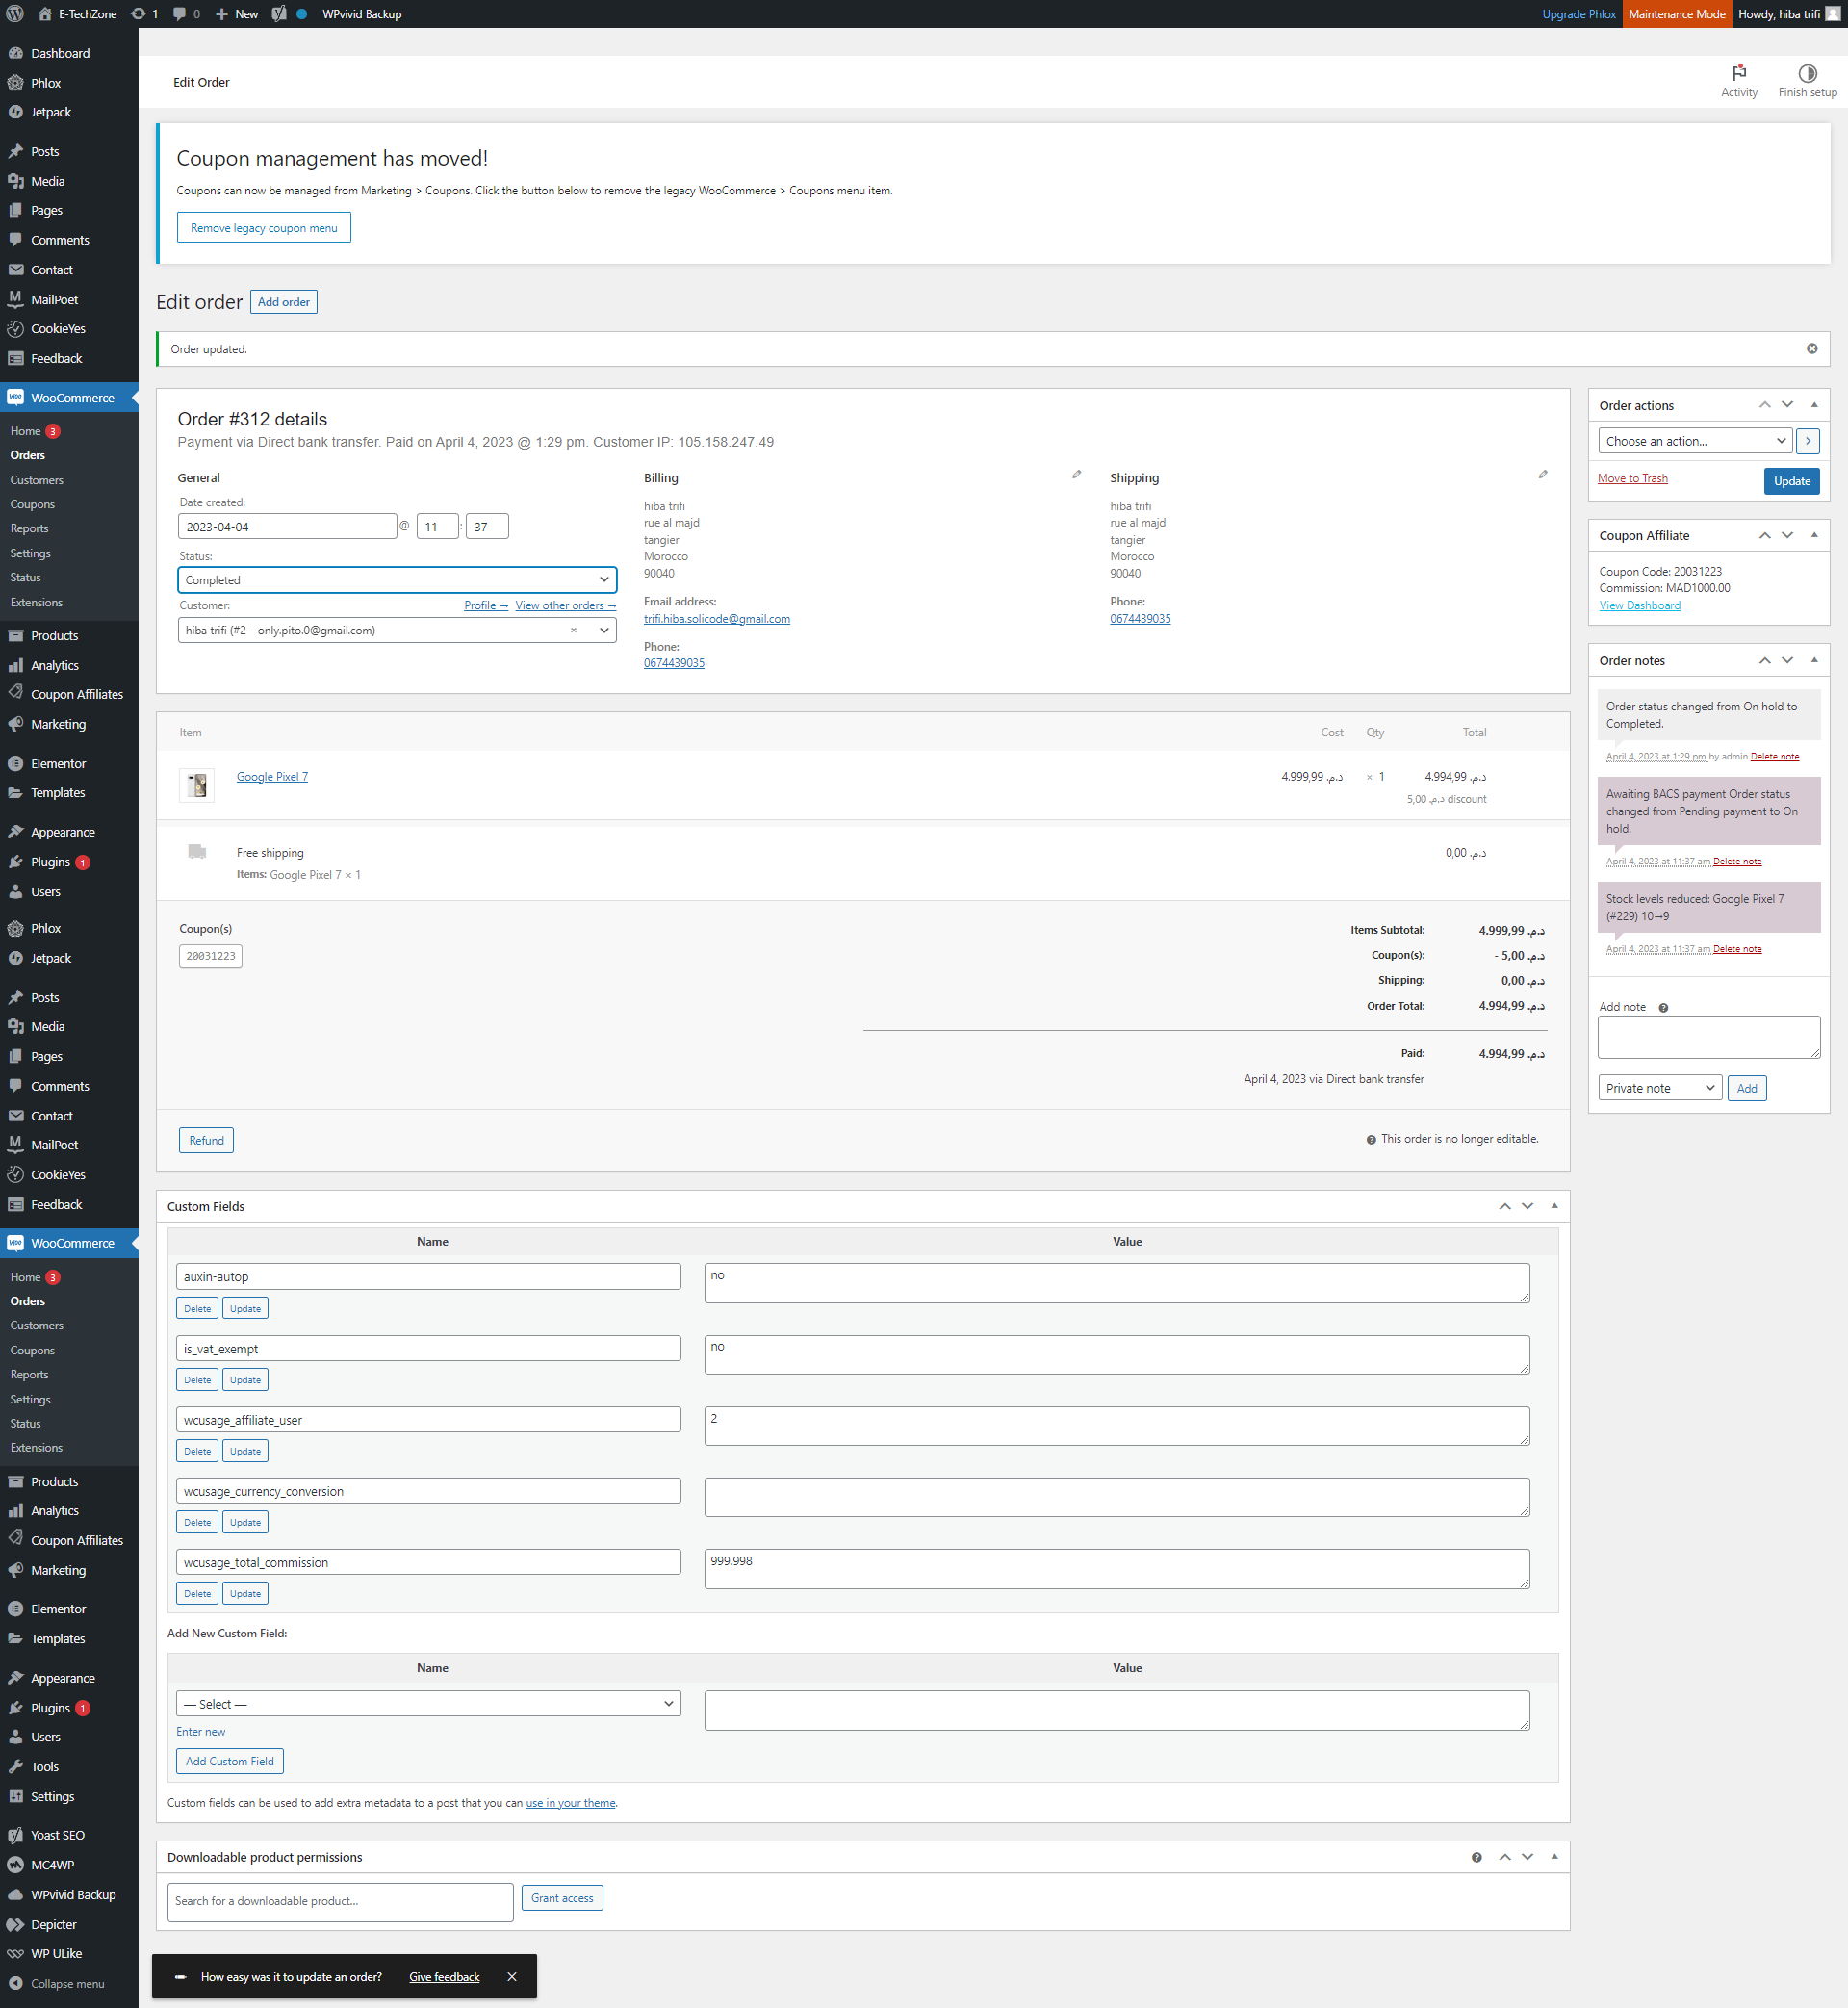 E-TechZone 1 0 New WPvivid Backup Upgrade Phlox Maintenance Mode Howdy, hiba trifi
Dashboard
Phlox
Jetpack
Posts
Media
Pages
Comments
Contact
MailPoet
CookieYes
Feedback
WooCommerce
Home 3
Orders
Customers
Coupons
Reports
Settings
Status
Extensions
Products
Analytics
Coupon Affiliates
Marketing
Elementor
Templates
Appearance
Plugins 1
Users
Phlox
Jetpack
Posts
Media
Pages
Comments
Contact
MailPoet
CookieYes
Feedback
WooCommerce
Home 3
Orders
Customers
Coupons
Reports
Settings
Status
Extensions
Products
Analytics
Coupon Affiliates
Marketing
Elementor
Templates
Appearance
Plugins 1
Users
Tools
Settings
Yoast SEO
MC4WP
WPvivid Backup
Depicter
WP ULike
Collapse menu
Edit Order
Activity
Finish setup
Coupon management has moved!
Coupons can now be managed from Marketing > Coupons. Click the button below to remove the legacy WooCommerce > Coupons menu item.
Remove legacy coupon menu
Edit order Add order
Order updated.
Order #312 details
Payment via Direct bank transfer. Paid on April 4, 2023 @ 1:29 pm. Customer IP: 105.158.247.49
General
Date created:
2023-04-04 @ 11 : 37
Status:
Completed
Customer: Profile → View other orders →
hiba trifi (#2 – only.pito.0@gmail.com) ×
Billing
hiba trifi
rue al majd
tangier
Morocco
90040
Email address:
trifi.hiba.solicode@gmail.com
Phone:
0674439035
Shipping
hiba trifi
rue al majd
tangier
Morocco
90040
Phone:
0674439035
Item Cost Qty Total
Google Pixel 7 4.999,99 د.م. × 1 4.994,99 د.م.
5,00 د.م. discount
Free shipping 0,00 د.م.
Items: Google Pixel 7 × 1
Coupon(s)
20031223
Items Subtotal: 4.999,99 د.م.
Coupon(s): - 5,00 د.م.
Shipping: 0,00 د.م.
Order Total: 4.994,99 د.م.
Paid: 4.994,99 د.م.
April 4, 2023 via Direct bank transfer
Refund This order is no longer editable.
Custom Fields
Name Value
auxin-autop no
Delete Update
is_vat_exempt no
Delete Update
wcusage_affiliate_user 2
Delete Update
wcusage_currency_conversion
Delete Update
wcusage_total_commission 999.998
Delete Update
Add New Custom Field:
Name Value
— Select —
Enter new
Add Custom Field
Custom fields can be used to add extra metadata to a post that you can use in your theme.
Downloadable product permissions
Search for a downloadable product... Grant access
How easy was it to update an order? Give feedback
Order actions
Choose an action...
Move to Trash Update
Coupon Affiliate
Coupon Code: 20031223
Commission: MAD1000.00
View Dashboard
Order notes
Order status changed from On hold to
Completed.
April 4, 2023 at 1:29 pm by admin Delete note
Awaiting BACS payment Order status
changed from Pending payment to On
hold.
April 4, 2023 at 11:37 am Delete note
Stock levels reduced: Google Pixel 7
(#229) 10→9
April 4, 2023 at 11:37 am Delete note
Add note
Private note Add